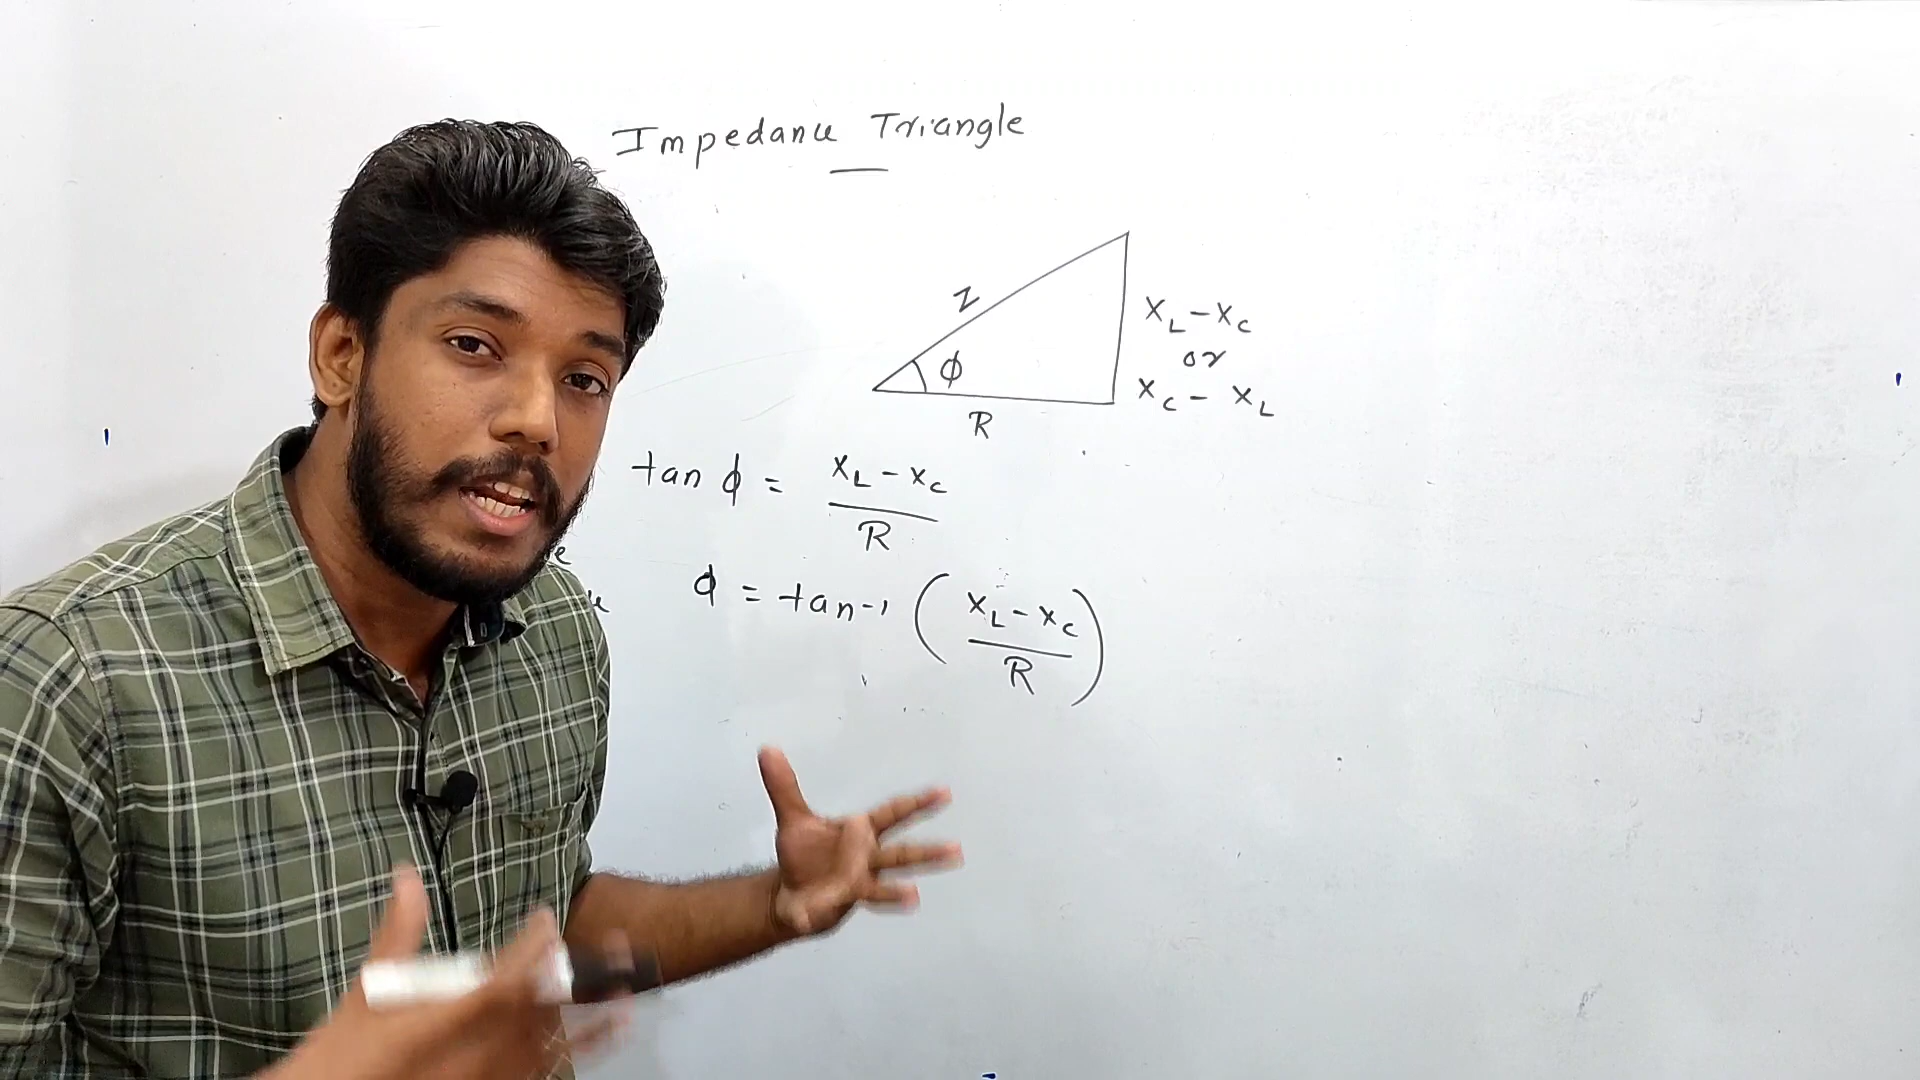 Impedance Triangle
Z
X_L - X_C
or
X_C - X_L
ϕ
R
tan ϕ = X_L - X_C
R
ϕ = tan-1 ( X_L - X_C )
R